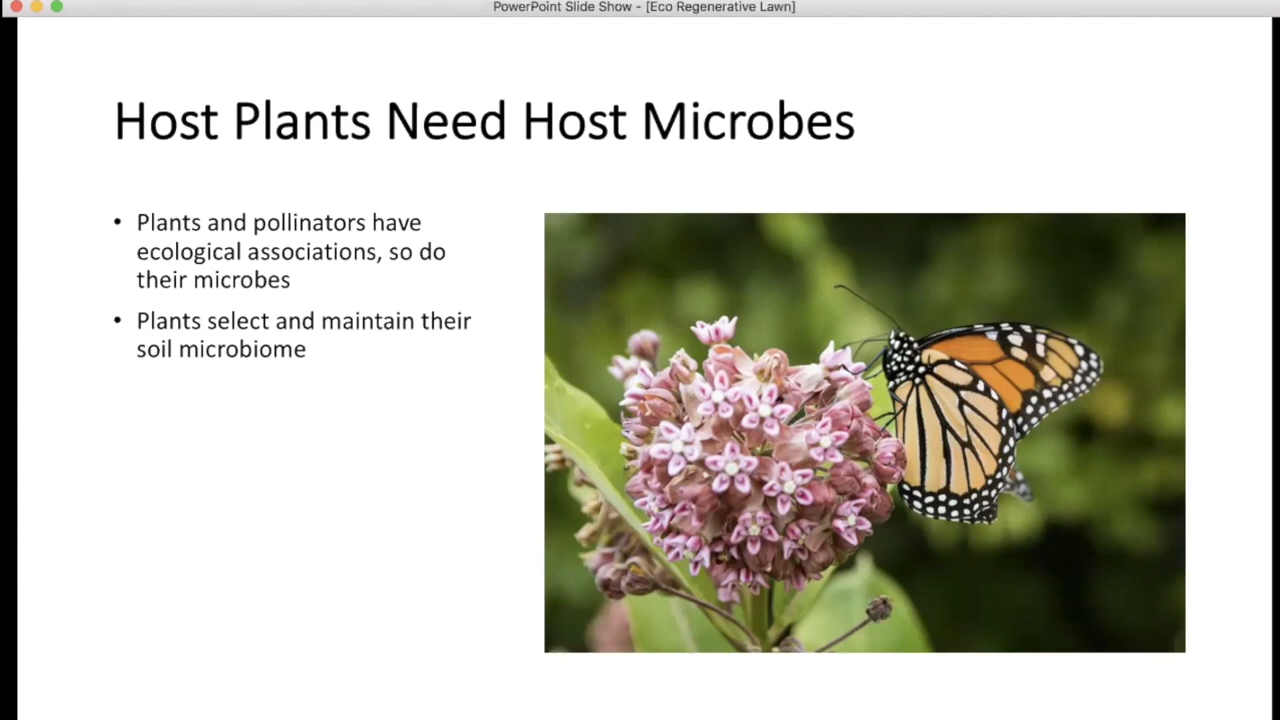 PowerPoint Slide Show - [Eco Regenerative Lawn]
Host Plants Need Host Microbes
• Plants and pollinators have
ecological associations, so do
their microbes
• Plants select and maintain their
soil microbiome